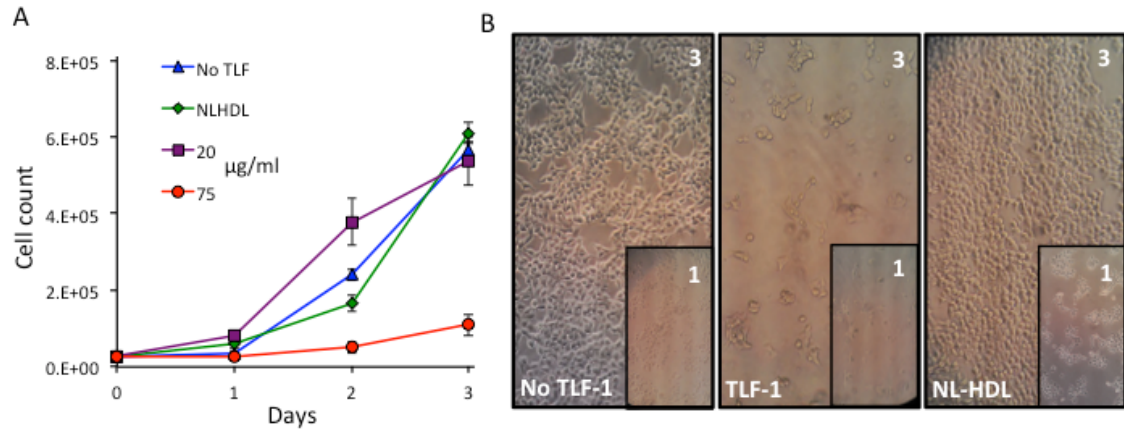 A
B
8.E+05
6.E+05
4.E+05
2.E+05
0.E+00
Cell count
No TLF
NLHDL
20
µg/ml
75
0
1
2
3
Days
3
1
No TLF-1
3
1
TLF-1
3
1
NL-HDL